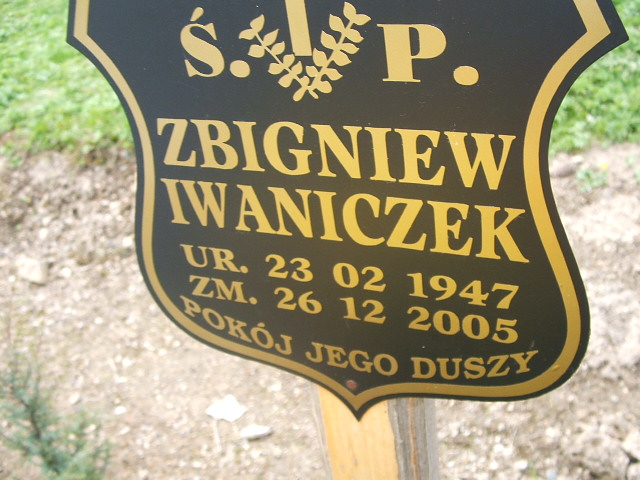 Ś. P.
ZBIGNIEW
IWANICZEK
UR. 23 02 1947
ZM. 26 12 2005
POKÓJ JEGO DUSZY